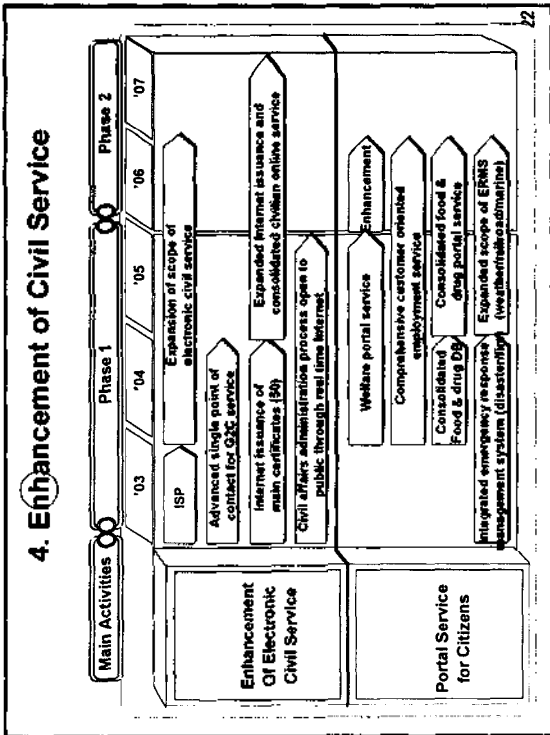 4. Enhancement of Civil Service
Main Activities
Phase 1
Phase 2
'03
'04
'05
'06
'07
Enhancement
Of Electronic
Civil Service
ISP
Expansion of scope of
electronic civil service
Advanced single point of
contact for G2C service
Internet issuance of
main certificates (50)
Expanded Internet issuance and
consolidated civilian online service
Civil affairs administration process open to
public through real time Internet
Portal Service
for Citizens
Welfare portal service
Enhancement
Comprehensive customer oriented
employment service
Consolidated
Food & drug DB
Consolidated food &
drug portal service
Integrated emergency response
management system (disaster/flight)
Expanded scope of ERMS
(weather/railroad/marine)
22